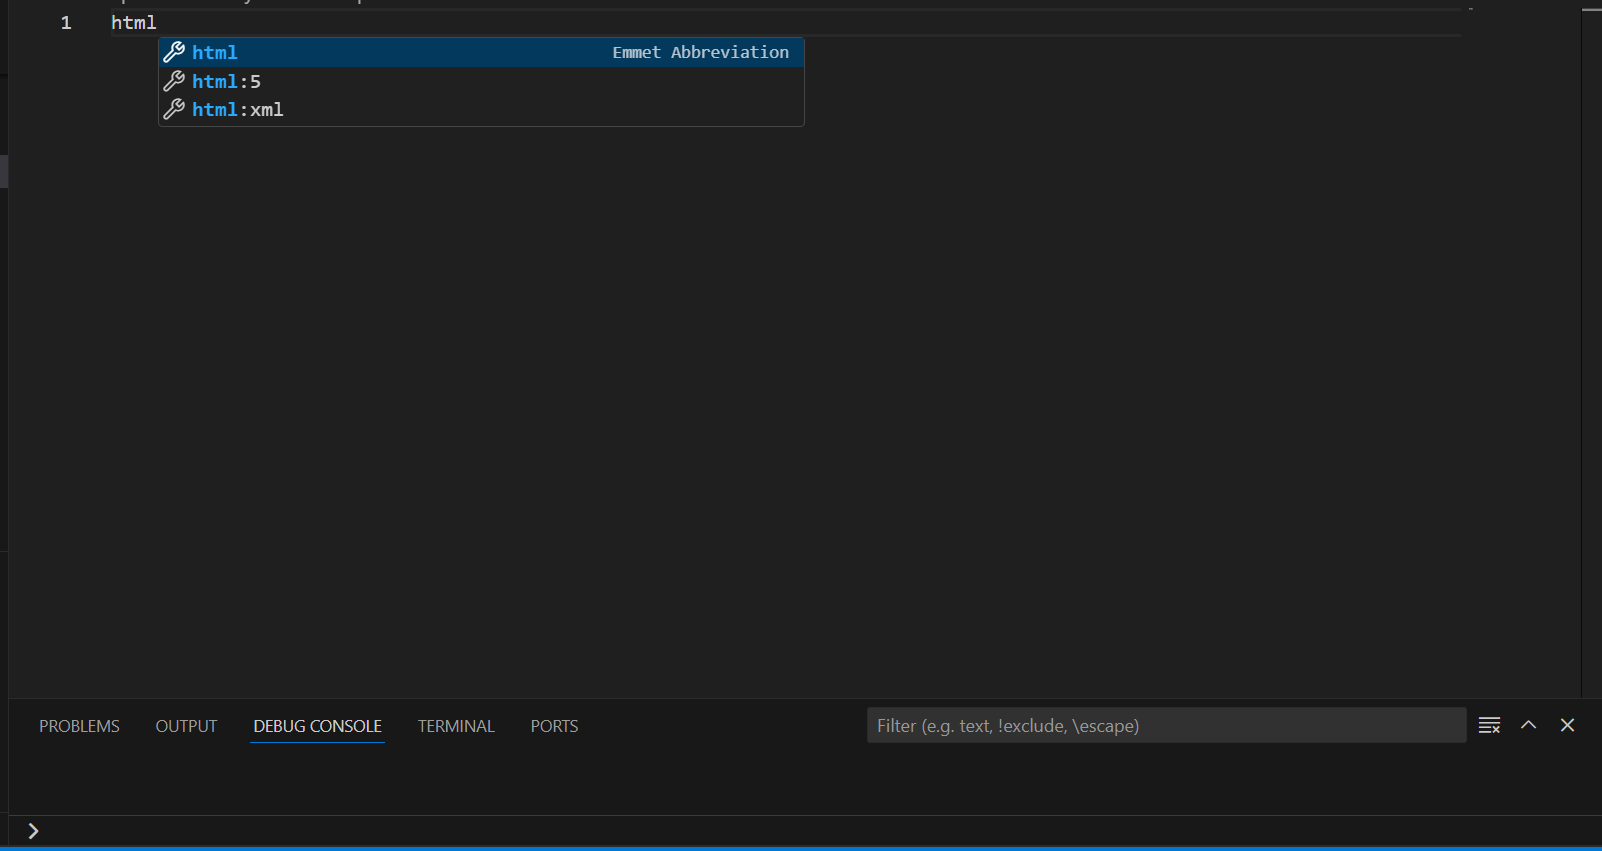 1 html
html Emmet Abbreviation
html:5
html:xml
PROBLEMS OUTPUT DEBUG CONSOLE TERMINAL PORTS Filter (e.g. text, !exclude, \escape)